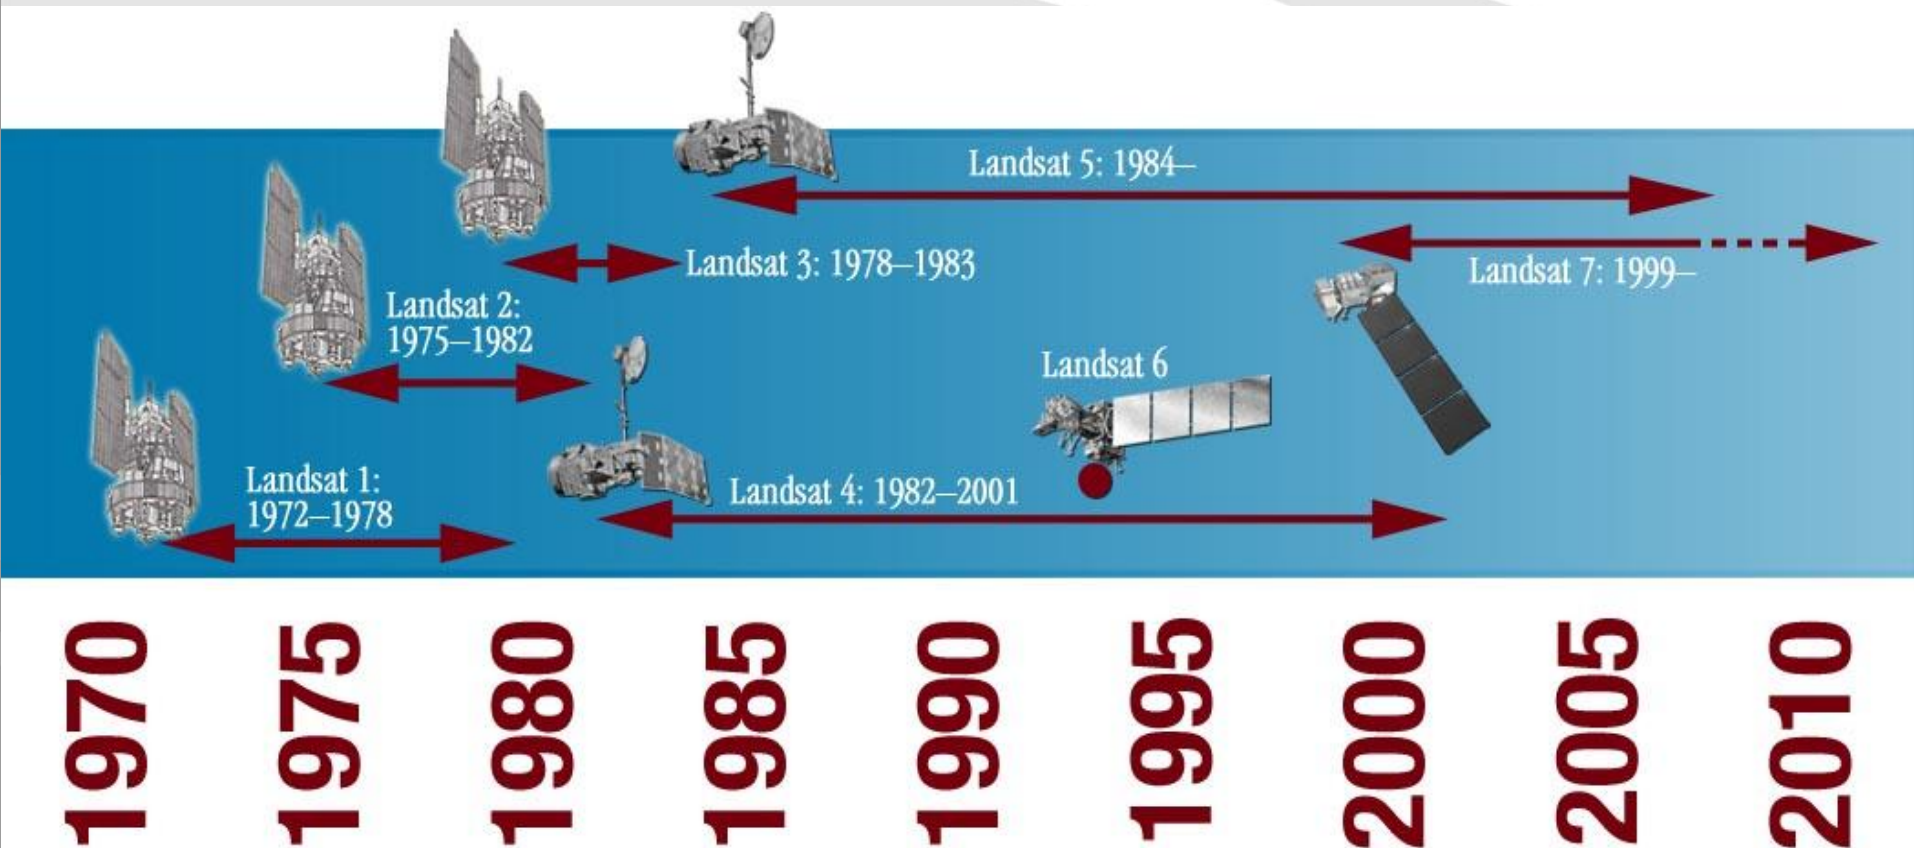 Landsat 5: 1984–
Landsat 3: 1978–1983
Landsat 7: 1999–
Landsat 2:
1975–1982
Landsat 6
Landsat 1:
1972–1978
Landsat 4: 1982–2001
1970
1975
1980
1985
1990
1995
2000
2005
2010